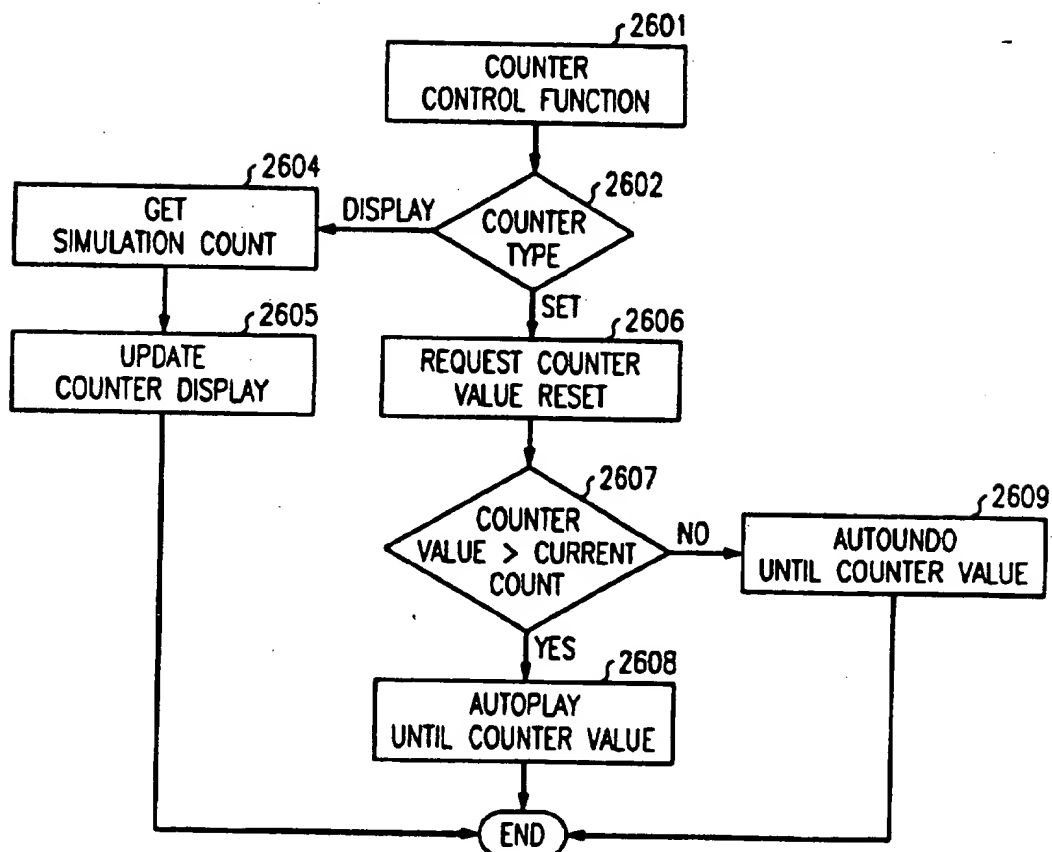 2601
COUNTER
CONTROL FUNCTION
2602
COUNTER
TYPE
DISPLAY
2604
GET
SIMULATION COUNT
2605
UPDATE
COUNTER DISPLAY
SET
2606
REQUEST COUNTER
VALUE RESET
2607
COUNTER
VALUE > CURRENT
COUNT
NO
2609
AUTOUNDO
UNTIL COUNTER VALUE
YES
2608
AUTOPLAY
UNTIL COUNTER VALUE
END